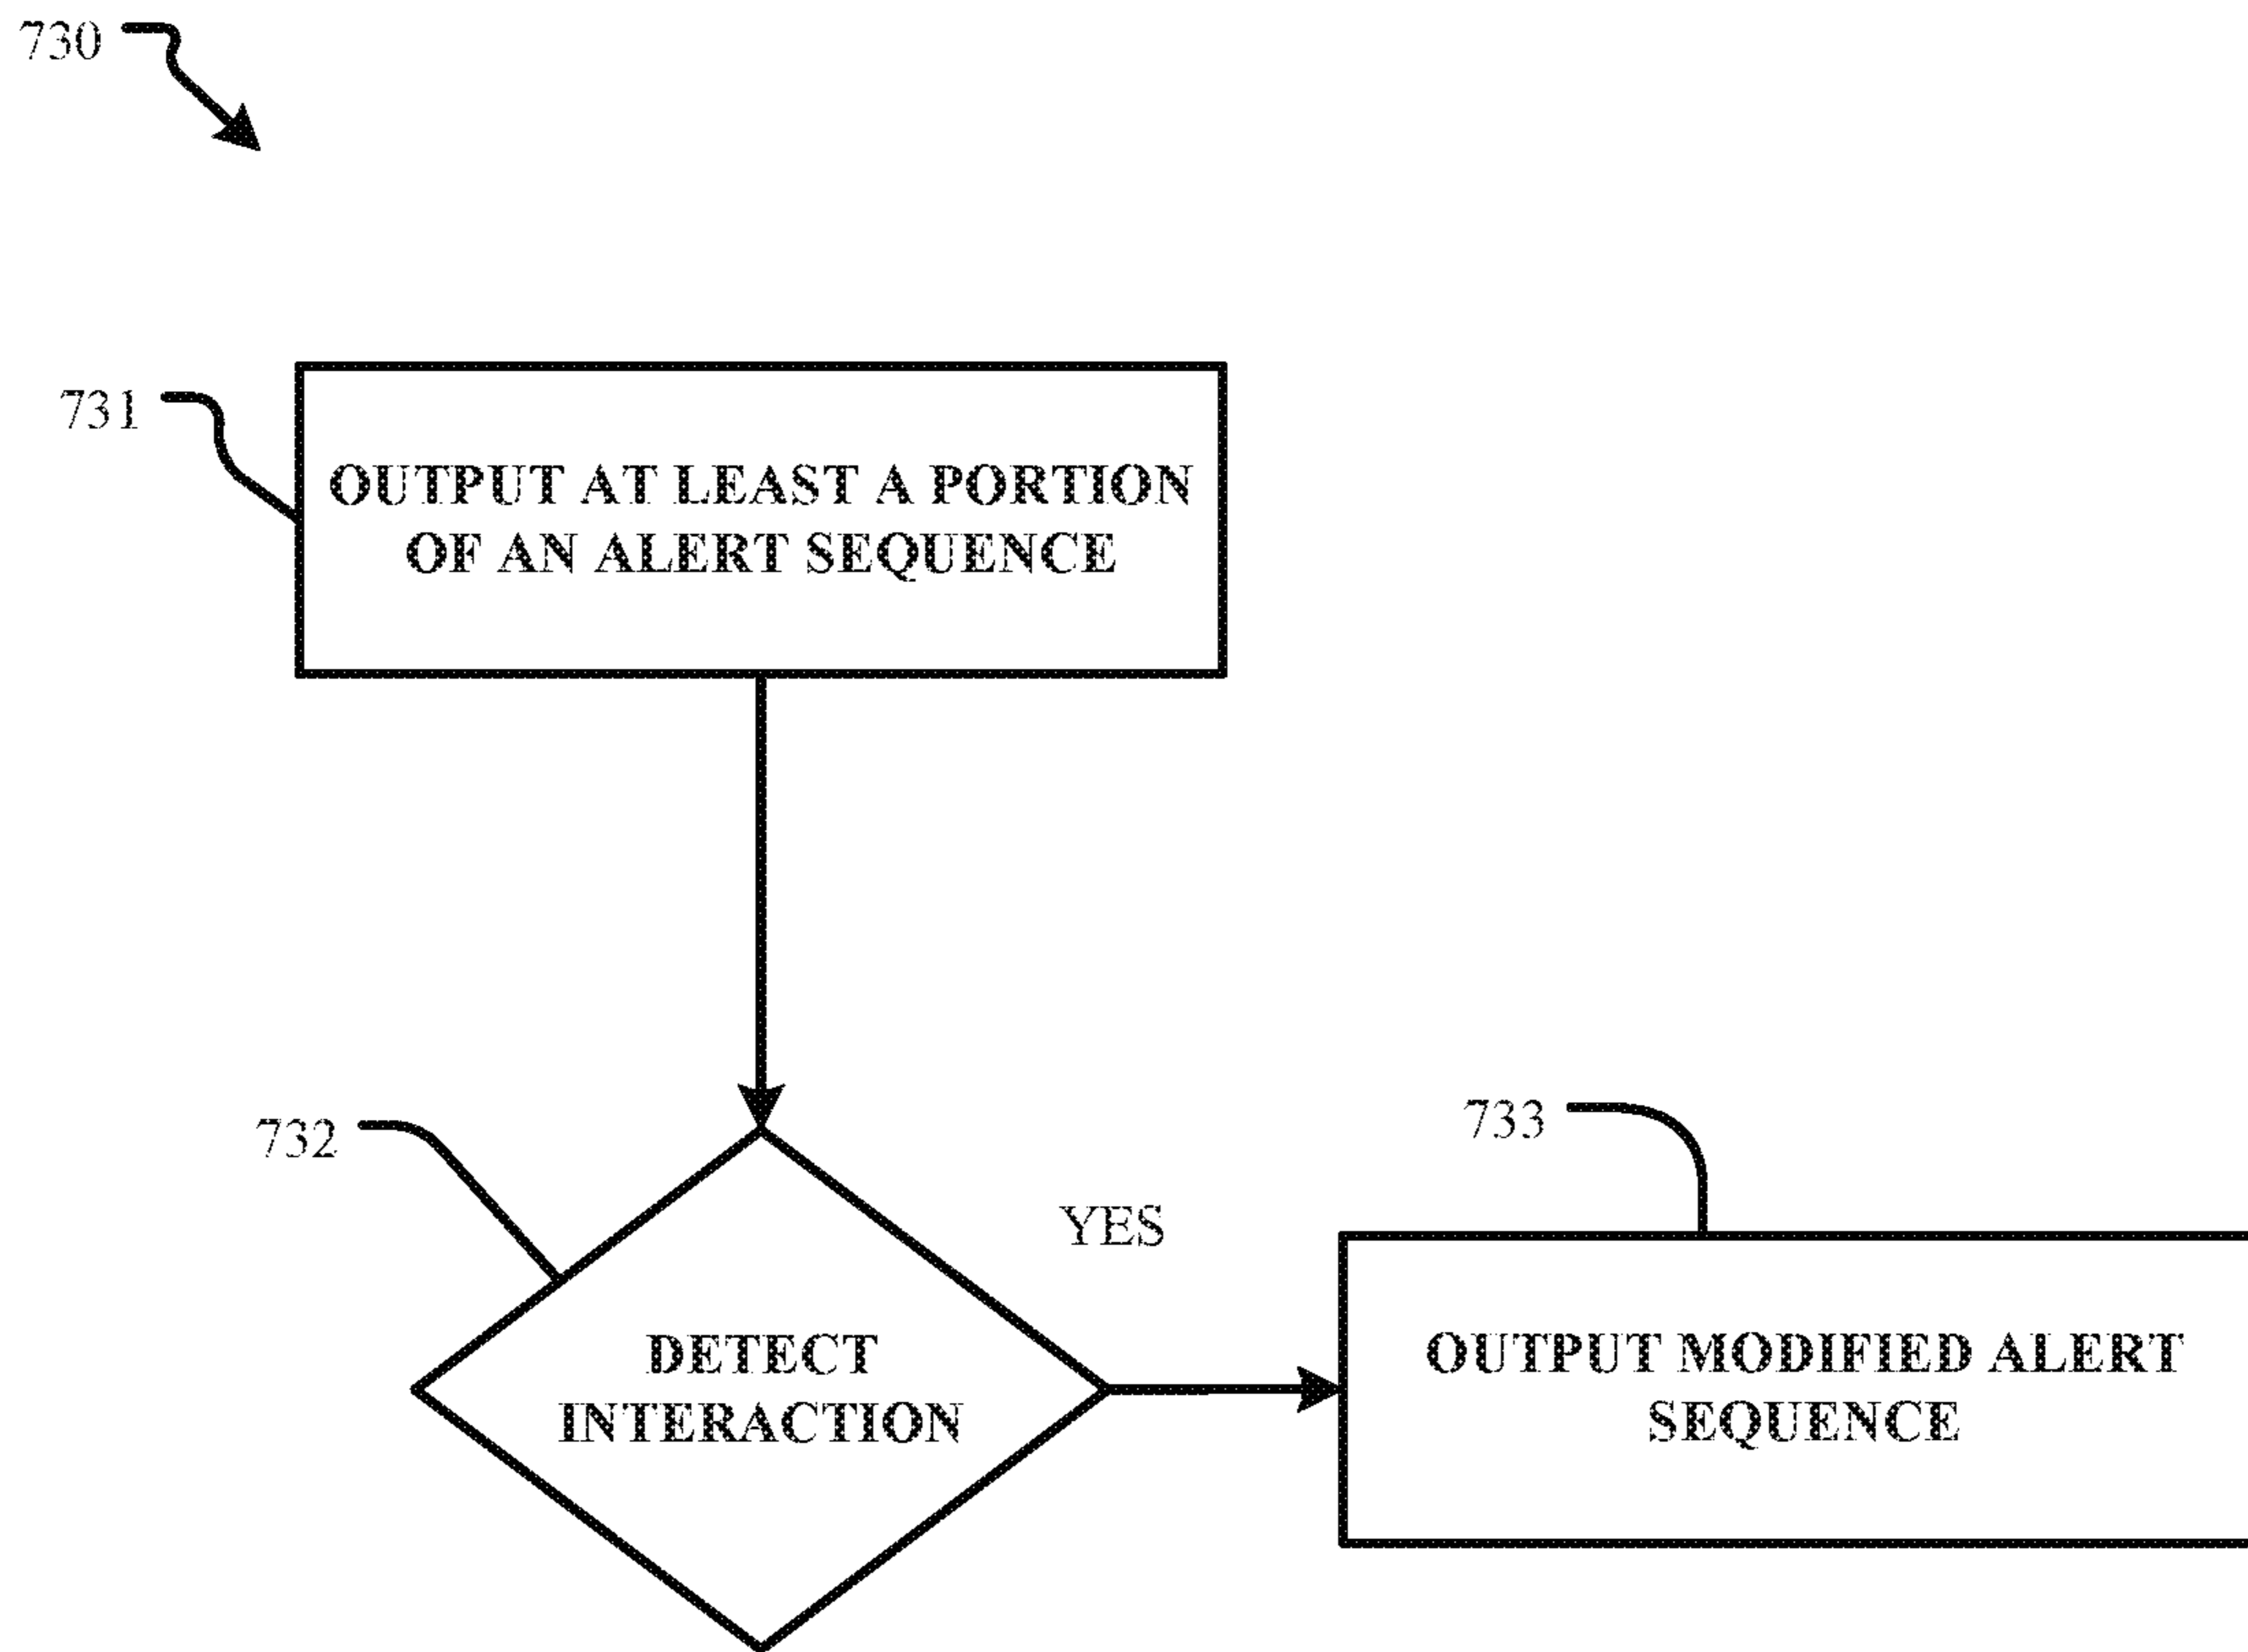 730
731
OUTPUT AT LEAST A PORTION
OF AN ALERT SEQUENCE
732
DETECT
INTERACTION
YES
733
OUTPUT MODIFIED ALERT
SEQUENCE